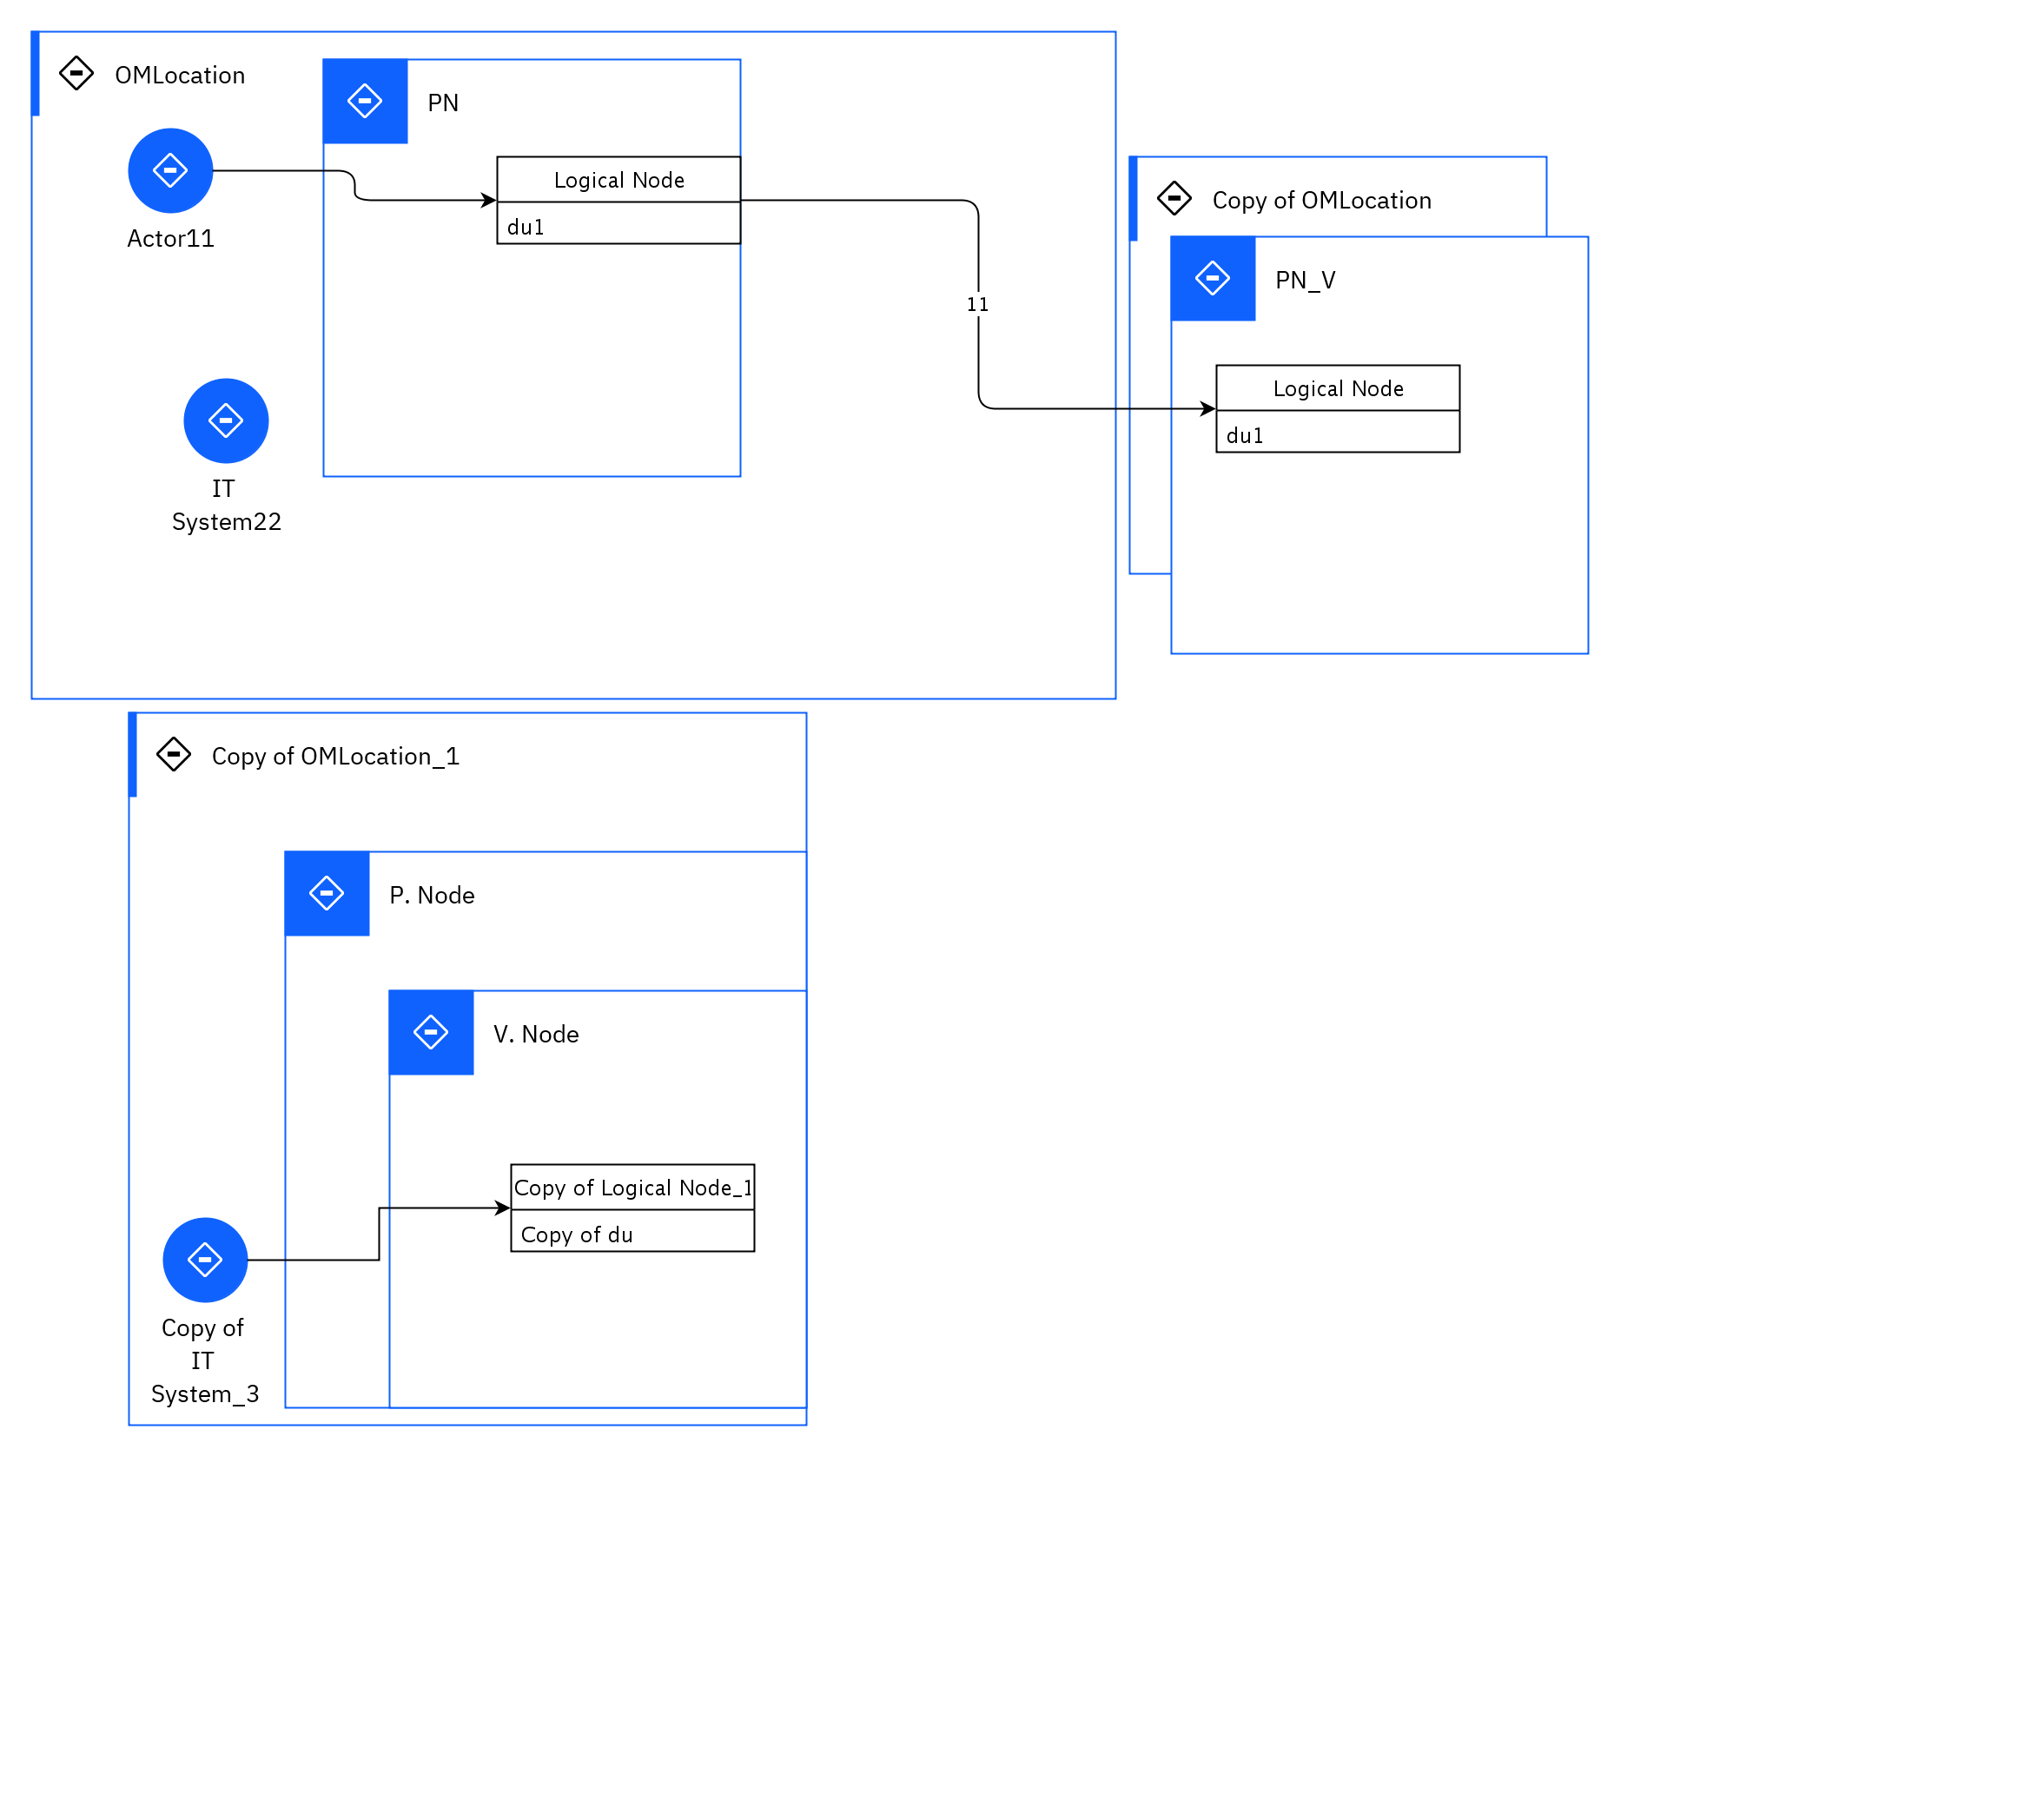 OMLocation
PN
Logical Node
du1
Actor11
IT
System22
11
Copy of OMLocation
PN_V
Logical Node
du1
Copy of OMLocation_1
P. Node
V. Node
Copy of Logical Node_1
Copy of du
Copy of
IT
System_3